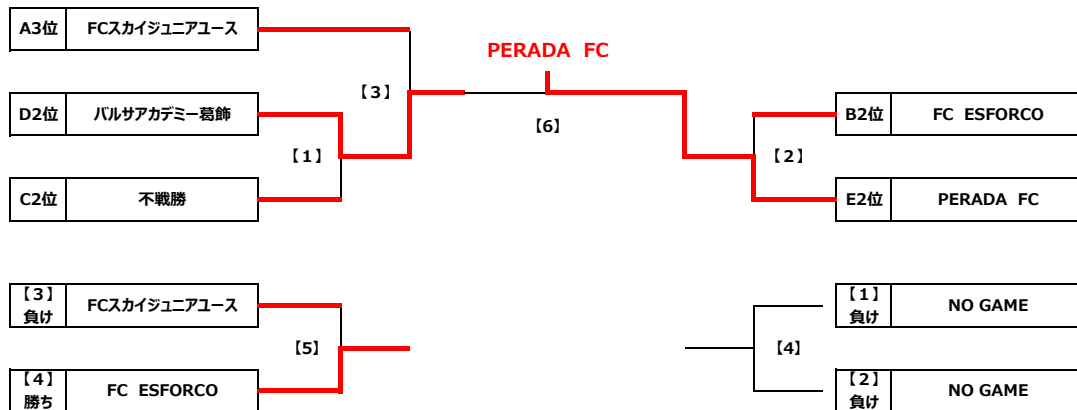 A3位 FCスカイジュニアユース
PERADA FC
【3】
D2位 バルサアカデミー葛飾
B2位 FC ESFORCO
【6】
【1】
【2】
C2位 不戦勝
E2位 PERADA FC
【3】負け FCスカイジュニアユース
【1】負け NO GAME
【5】
【4】
【4】勝ち FC ESFORCO
【2】負け NO GAME